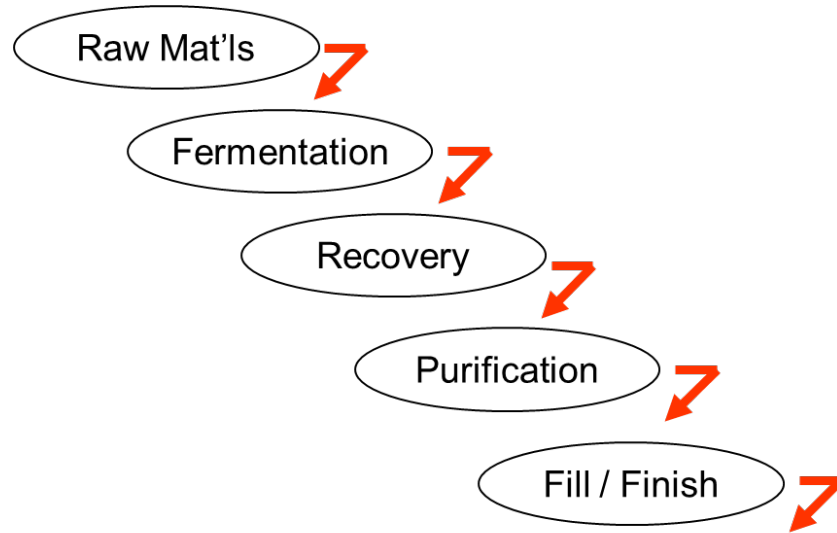 Raw Mat'ls
Fermentation
Recovery
Purification
Fill / Finish